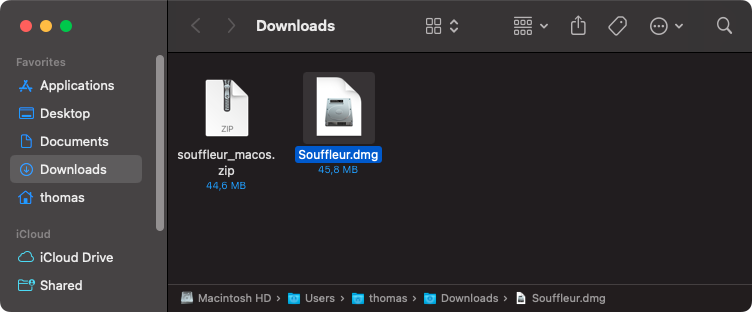 Downloads
Favorites
Applications
Desktop
Documents
Downloads
thomas
iCloud
iCloud Drive
Shared
ZIP
souffleur_macos.
zip
44,6 MB
Souffleur.dmg
45,8 MB
Macintosh HD › Users › thomas › Downloads › Souffleur.dmg